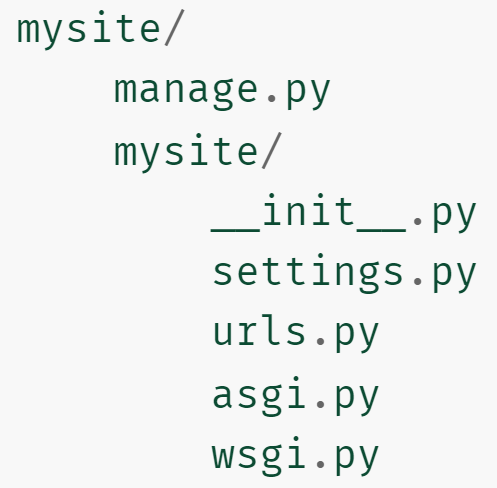 mysite/
    manage.py
    mysite/
        __init__.py
        settings.py
        urls.py
        asgi.py
        wsgi.py